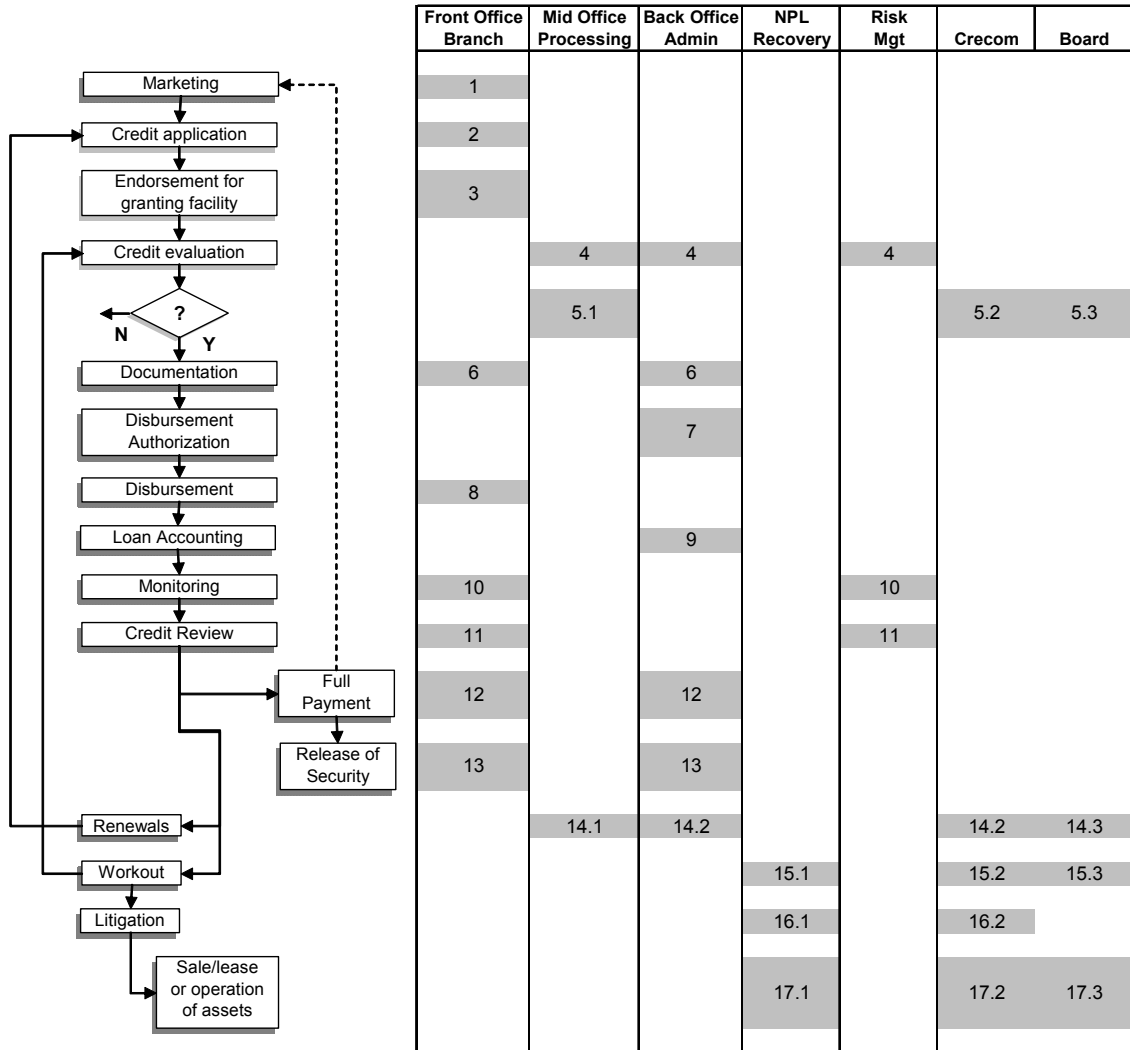 Front Office Mid Office Back Office NPL Risk
Branch Processing Admin Recovery Mgt Crecom Board
Marketing 1
Credit application 2
Endorsement for
granting facility 3
Credit evaluation 4 4 4
? 5.1 5.2 5.3
N Y
Documentation 6 6
Disbursement
Authorization 7
Disbursement 8
Loan Accounting 9
Monitoring 10 10
Credit Review 11 11
Full
Payment 12 12
Release of
Security 13 13
Renewals 14.1 14.2 14.2 14.3
Workout 15.1 15.2 15.3
Litigation 16.1 16.2
Sale/lease
or operation 17.1 17.2 17.3
of assets